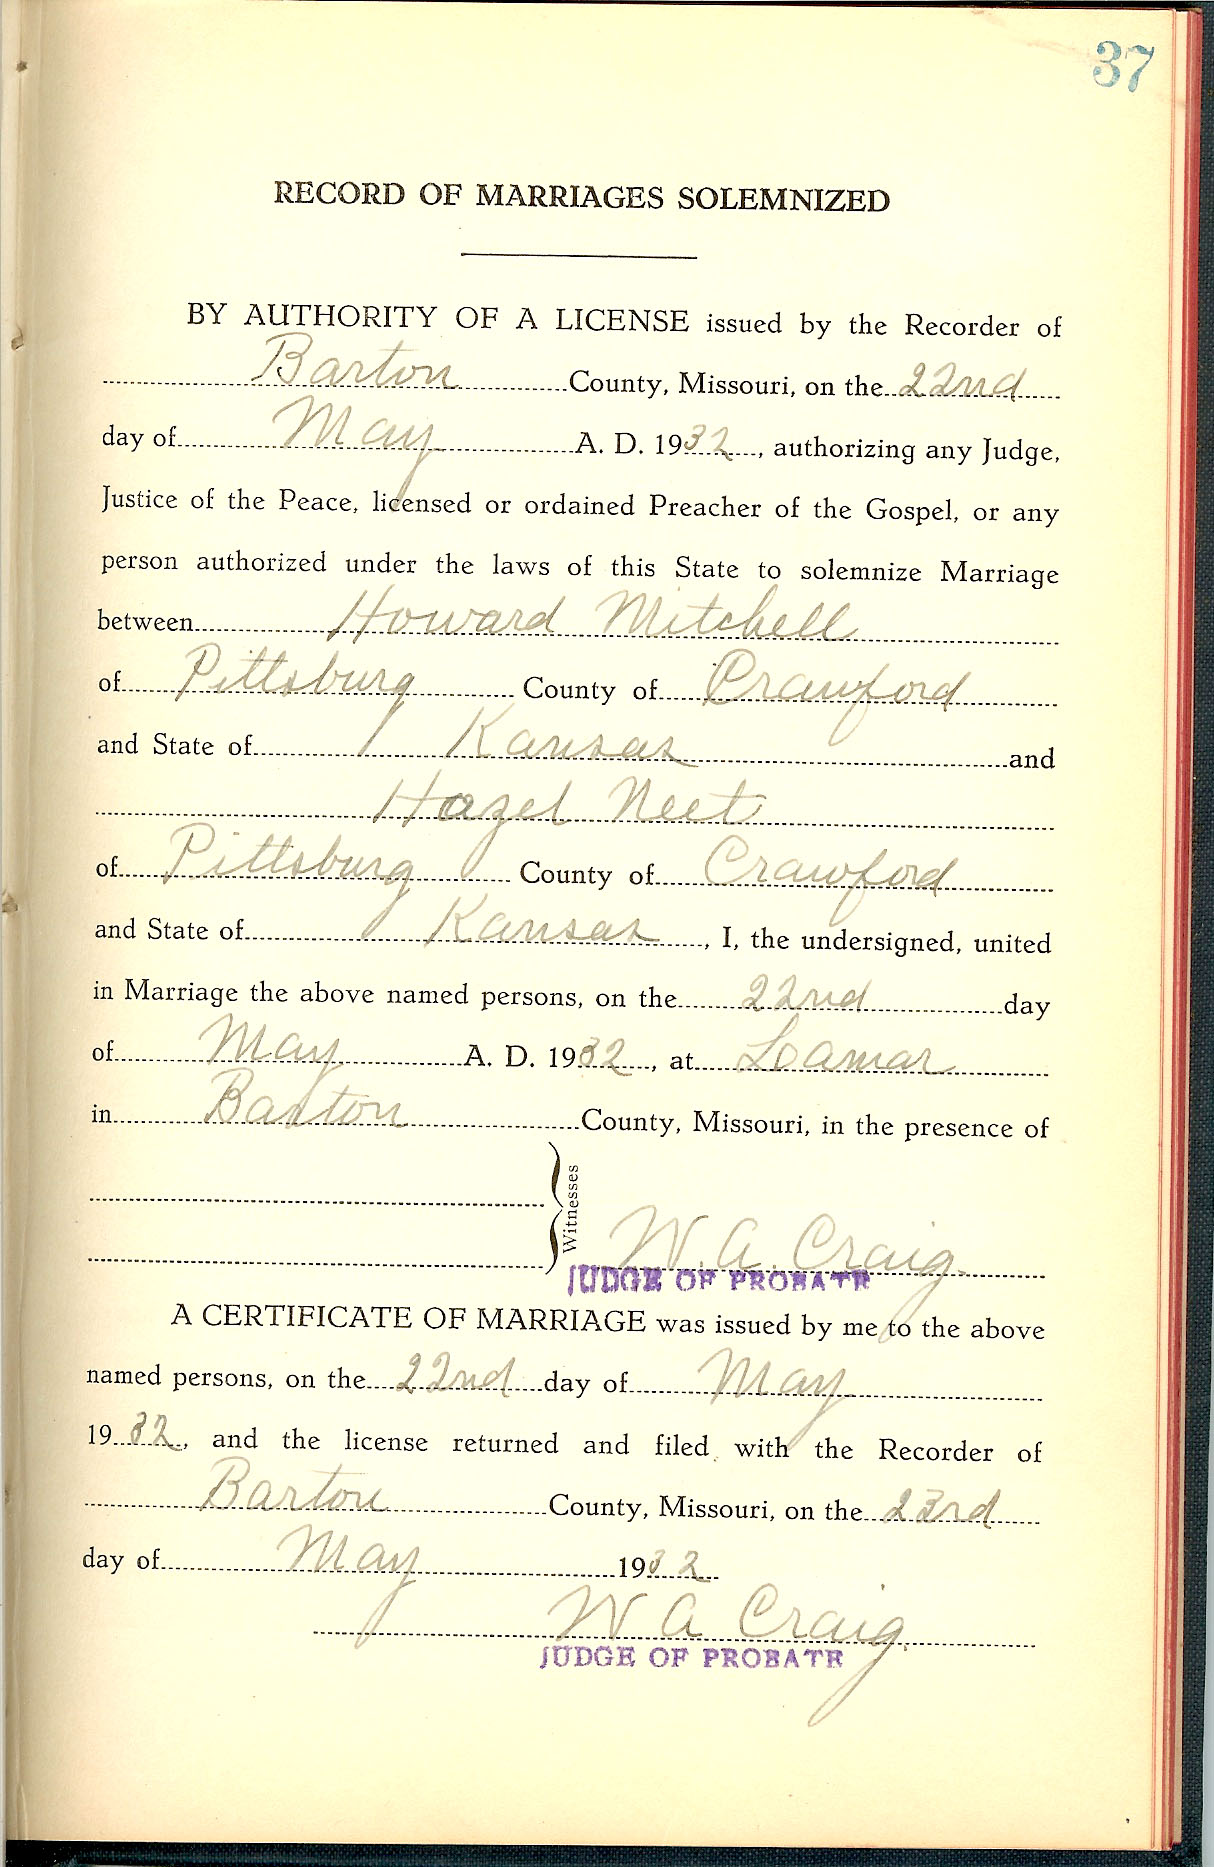 37
RECORD OF MARRIAGES SOLEMNIZED
BY AUTHORITY OF A LICENSE issued by the Recorder of
Barton County, Missouri, on the 22nd
day of May A. D. 1932, authorizing any Judge,
Justice of the Peace, licensed or ordained Preacher of the Gospel, or any
person authorized under the laws of this State to solemnize Marriage
between Howard Mitchell
of Pittsburg County of Crawford
and State of Kansas and
Hazel Neet
of Pittsburg County of Crawford
and State of Kansas, I, the undersigned, united
in Marriage the above named persons, on the 22nd day
of May A. D. 1932, at Lamar
in Barton County, Missouri, in the presence of
Witnesses
W. A. Craig
JUDGE OF PROBATE
A CERTIFICATE OF MARRIAGE was issued by me to the above
named persons, on the 22nd day of May
1932, and the license returned and filed with the Recorder of
Barton County, Missouri, on the 23rd
day of May 1932
W A Craig
JUDGE OF PROBATE